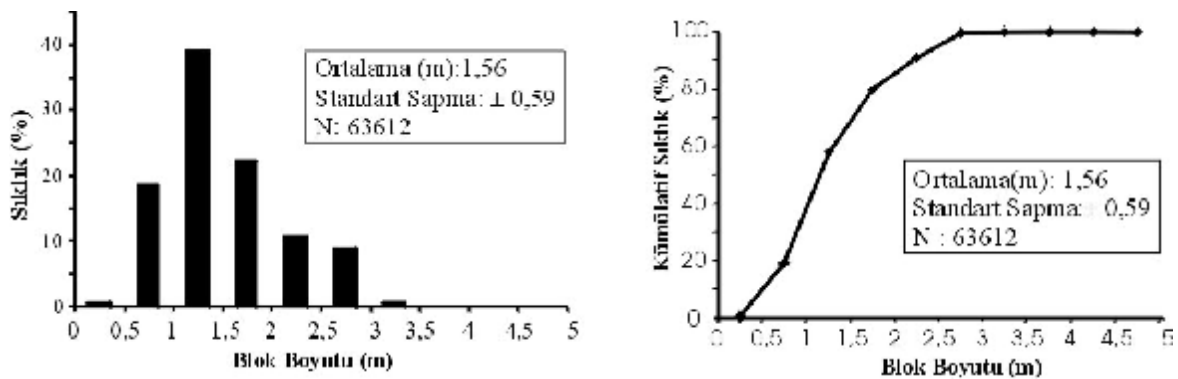 40
30
20
10
0
Sıklık (%)
Ortalama (m):1,56
Standart Sapma: ± 0,59
N: 63612
0 0,5 1 1,5 2 2,5 3 3,5 4 4,5 5
Blok Boyutu (m)
100
80
60
40
20
0
Kümülatif Sıklık (%)
Ortalama(m): 1,56
Standart Sapma: ± 0,59
N : 63612
0 0,5 1 1,5 2 2,5 3 3,5 4 4,5 5
Blok Boyutu (m)